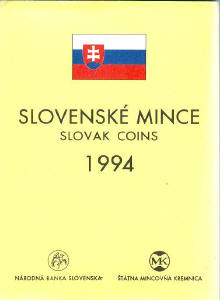 SLOVENSKÉ MINCE
SLOVAK COINS
1994
MK
NÁRODNÁ BANKA SLOVENSKA
ŠTÁTNA MINCOVŇA KREMNICA